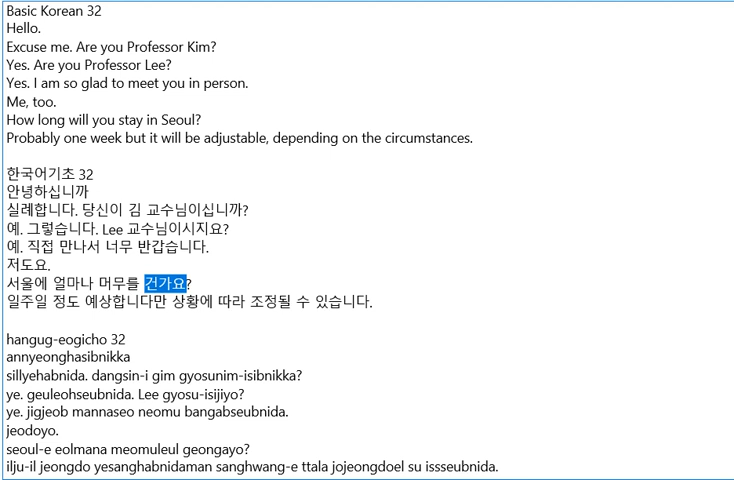 Basic Korean 32
Hello.
Excuse me. Are you Professor Kim?
Yes. Are you Professor Lee?
Yes. I am so glad to meet you in person.
Me, too.
How long will you stay in Seoul?
Probably one week but it will be adjustable, depending on the circumstances.
한국어기초 32
안녕하십니까
실례합니다. 당신이 김 교수님이십니까?
예. 그렇습니다. Lee 교수님이시지요?
예. 직접 만나서 너무 반갑습니다.
저도요.
서울에 얼마나 머무를 건가요?
일주일 정도 예상합니다만 상황에 따라 조정될 수 있습니다.
hangug-eogicho 32
annyeonghasibnikka
sillyehabnida. dangsin-i gim gyosunim-isibnikka?
ye. geuleohseubnida. Lee gyosu-isijiyo?
ye. jigjeob mannaseo neomu bangabseubnida.
jeodoyo.
seoul-e eolmana meomuleul geongayo?
ilju-il jeongdo yesanghabnidaman sanghwang-e ttala jojeongdoel su issseubnida.